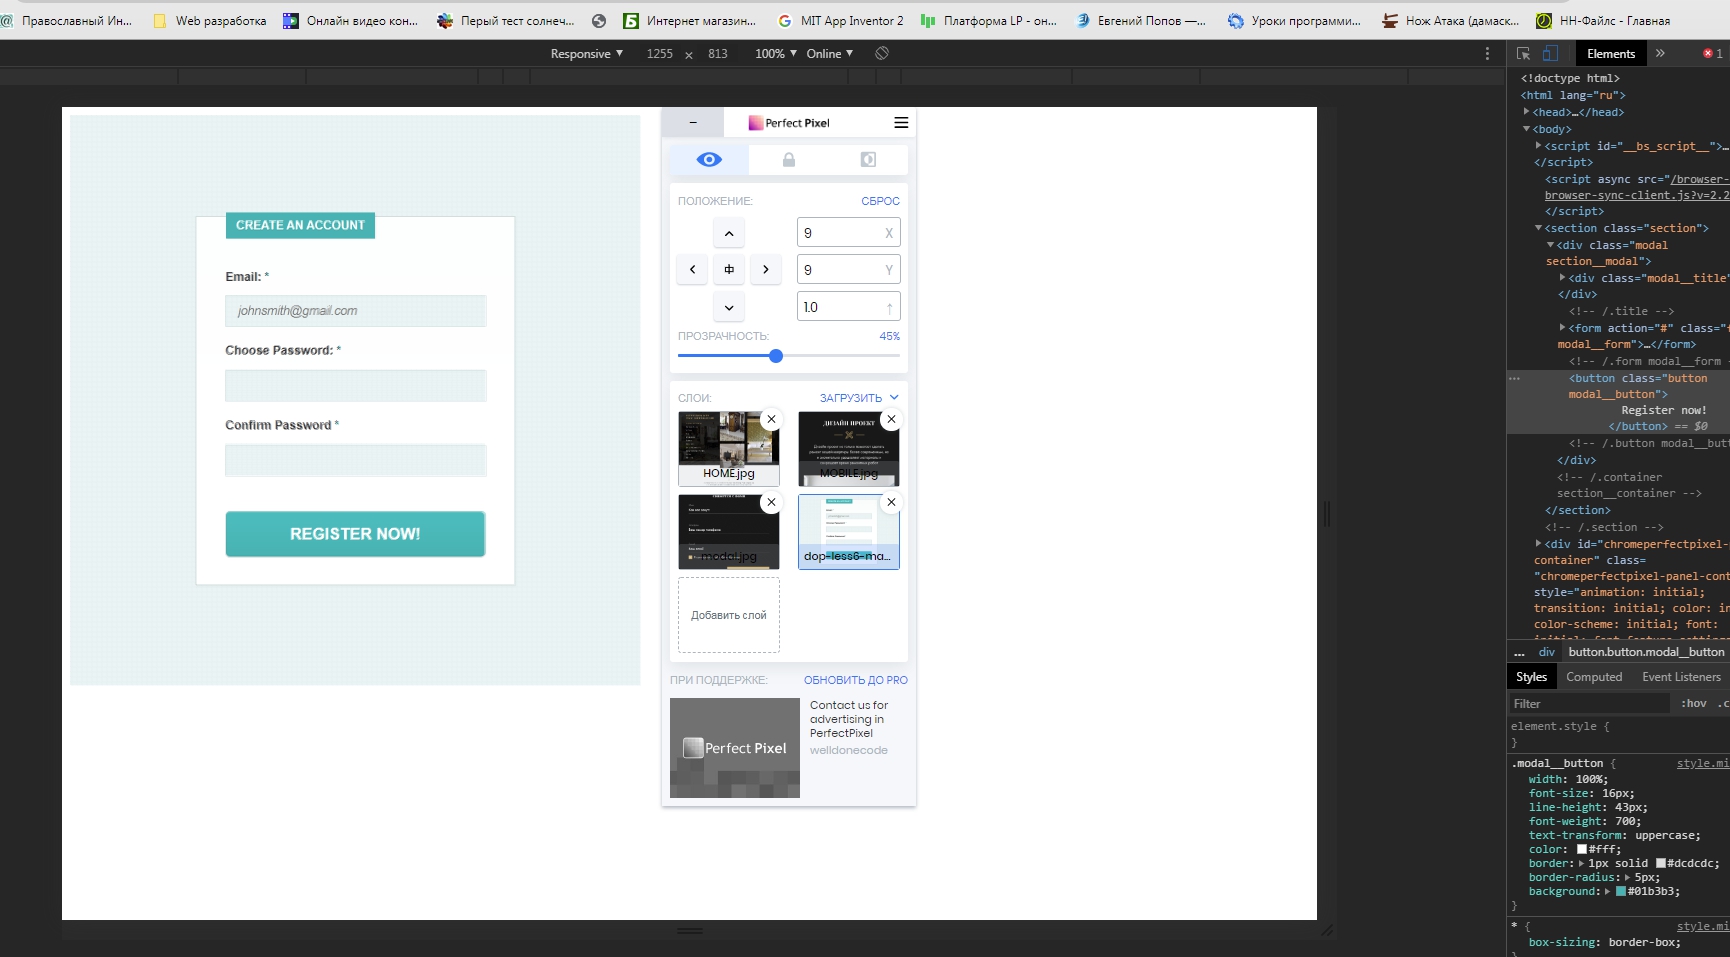 Православный Ин...
Web разработка
Онлайн видео кон...
Перый тест солнеч...
Интернет магазин...
MIT App Inventor 2
Платформа LP - он...
Евгений Попов —...
Уроки программи...
Нож Атака (дамаск...
НН-Файлс - Главная
Responsive ▼ 1255 × 813 100% ▼ Online ▼
Elements » 1
CREATE AN ACCOUNT
Email: *
johnsmith@gmail.com
Choose Password: *
Confirm Password *
REGISTER NOW!
Perfect Pixel
ПОЛОЖЕНИЕ: СБРОС
9 X
9 Y
1.0 ↑
ПРОЗРАЧНОСТЬ: 45%
СЛОИ: ЗАГРУЗИТЬ
HOME.jpg
ДИЗАЙН ПРОЕКТ
MOBILE.jpg
modal.jpg
dop-less6-ma...
Добавить слой
ПРИ ПОДДЕРЖКЕ: ОБНОВИТЬ ДО PRO
Perfect Pixel
Contact us for
advertising in
PerfectPixel
welldonecode
<!doctype html>
<html lang="ru">
<head>…</head>
<body>
<script id="__bs_script__">…
</script>
<script async src="/browser-
browser-sync-client.js?v=2.2
</script>
<section class="section">
<div class="modal
section__modal">
<div class="modal__title"
</div>
<!-- /.title -->
<form action="#" class="f
modal__form">…</form>
<!-- /.form modal__form -
<button class="button
modal__button">
Register now!
</button> == $0
<!-- /.button modal__but
</div>
<!-- /.container
section__container -->
</section>
<!-- /.section -->
<div id="chromeperfectpixel-
container" class=
"chromeperfectpixel-panel-cont
style="animation: initial;
transition: initial; color: in
color-scheme: initial; font:
... div button.button.modal__button
Styles Computed Event Listeners
Filter :hov .c
element.style {
}
.modal__button { style.mi
width: 100%;
font-size: 16px;
line-height: 43px;
font-weight: 700;
text-transform: uppercase;
color: #fff;
border: 1px solid #dcdcdc;
border-radius: 5px;
background: #01b3b3;
}
* { style.mi
box-sizing: border-box;